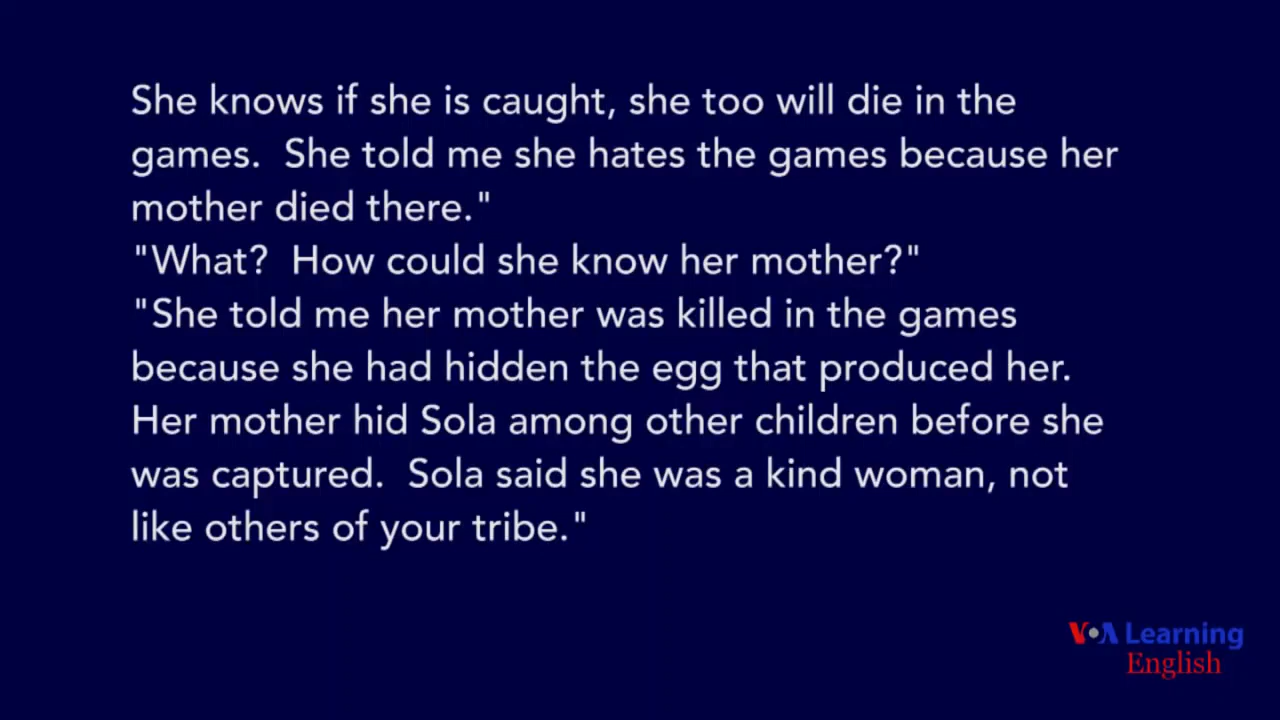 She knows if she is caught, she too will die in the
games.  She told me she hates the games because her
mother died there."
"What?  How could she know her mother?"
"She told me her mother was killed in the games
because she had hidden the egg that produced her.
Her mother hid Sola among other children before she
was captured.  Sola said she was a kind woman, not
like others of your tribe."
VOA Learning
English